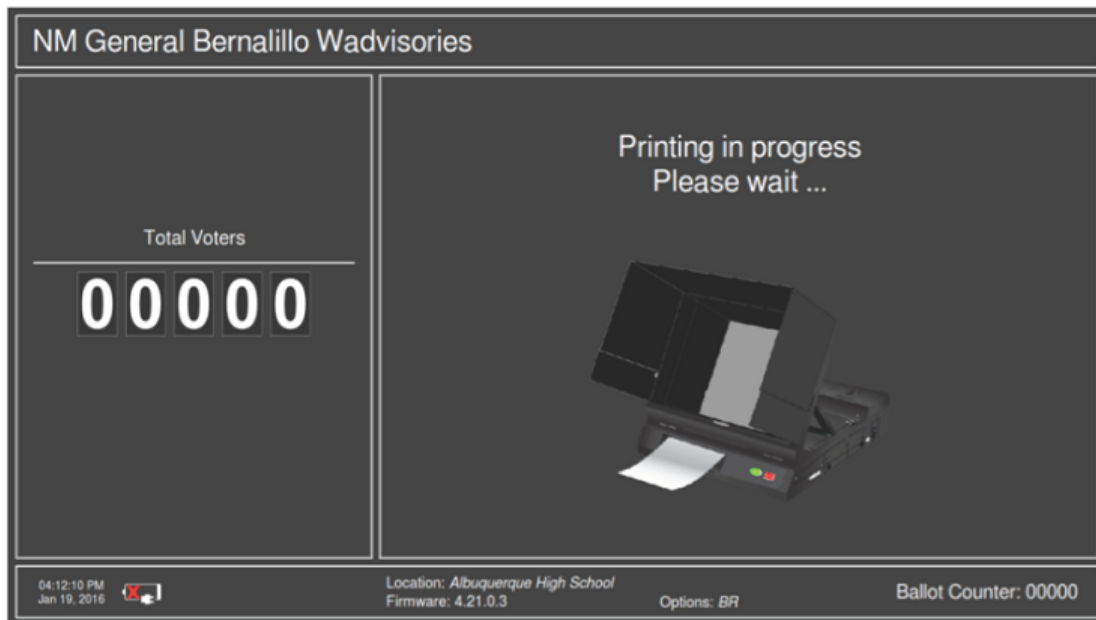 NM General Bernalillo Wadvisories
Total Voters
00000
Printing in progress
Please wait ...
04:12:10 PM
Jan 19, 2016
Location: Albuquerque High School
Firmware: 4.21.0.3
Options: BR
Ballot Counter: 00000